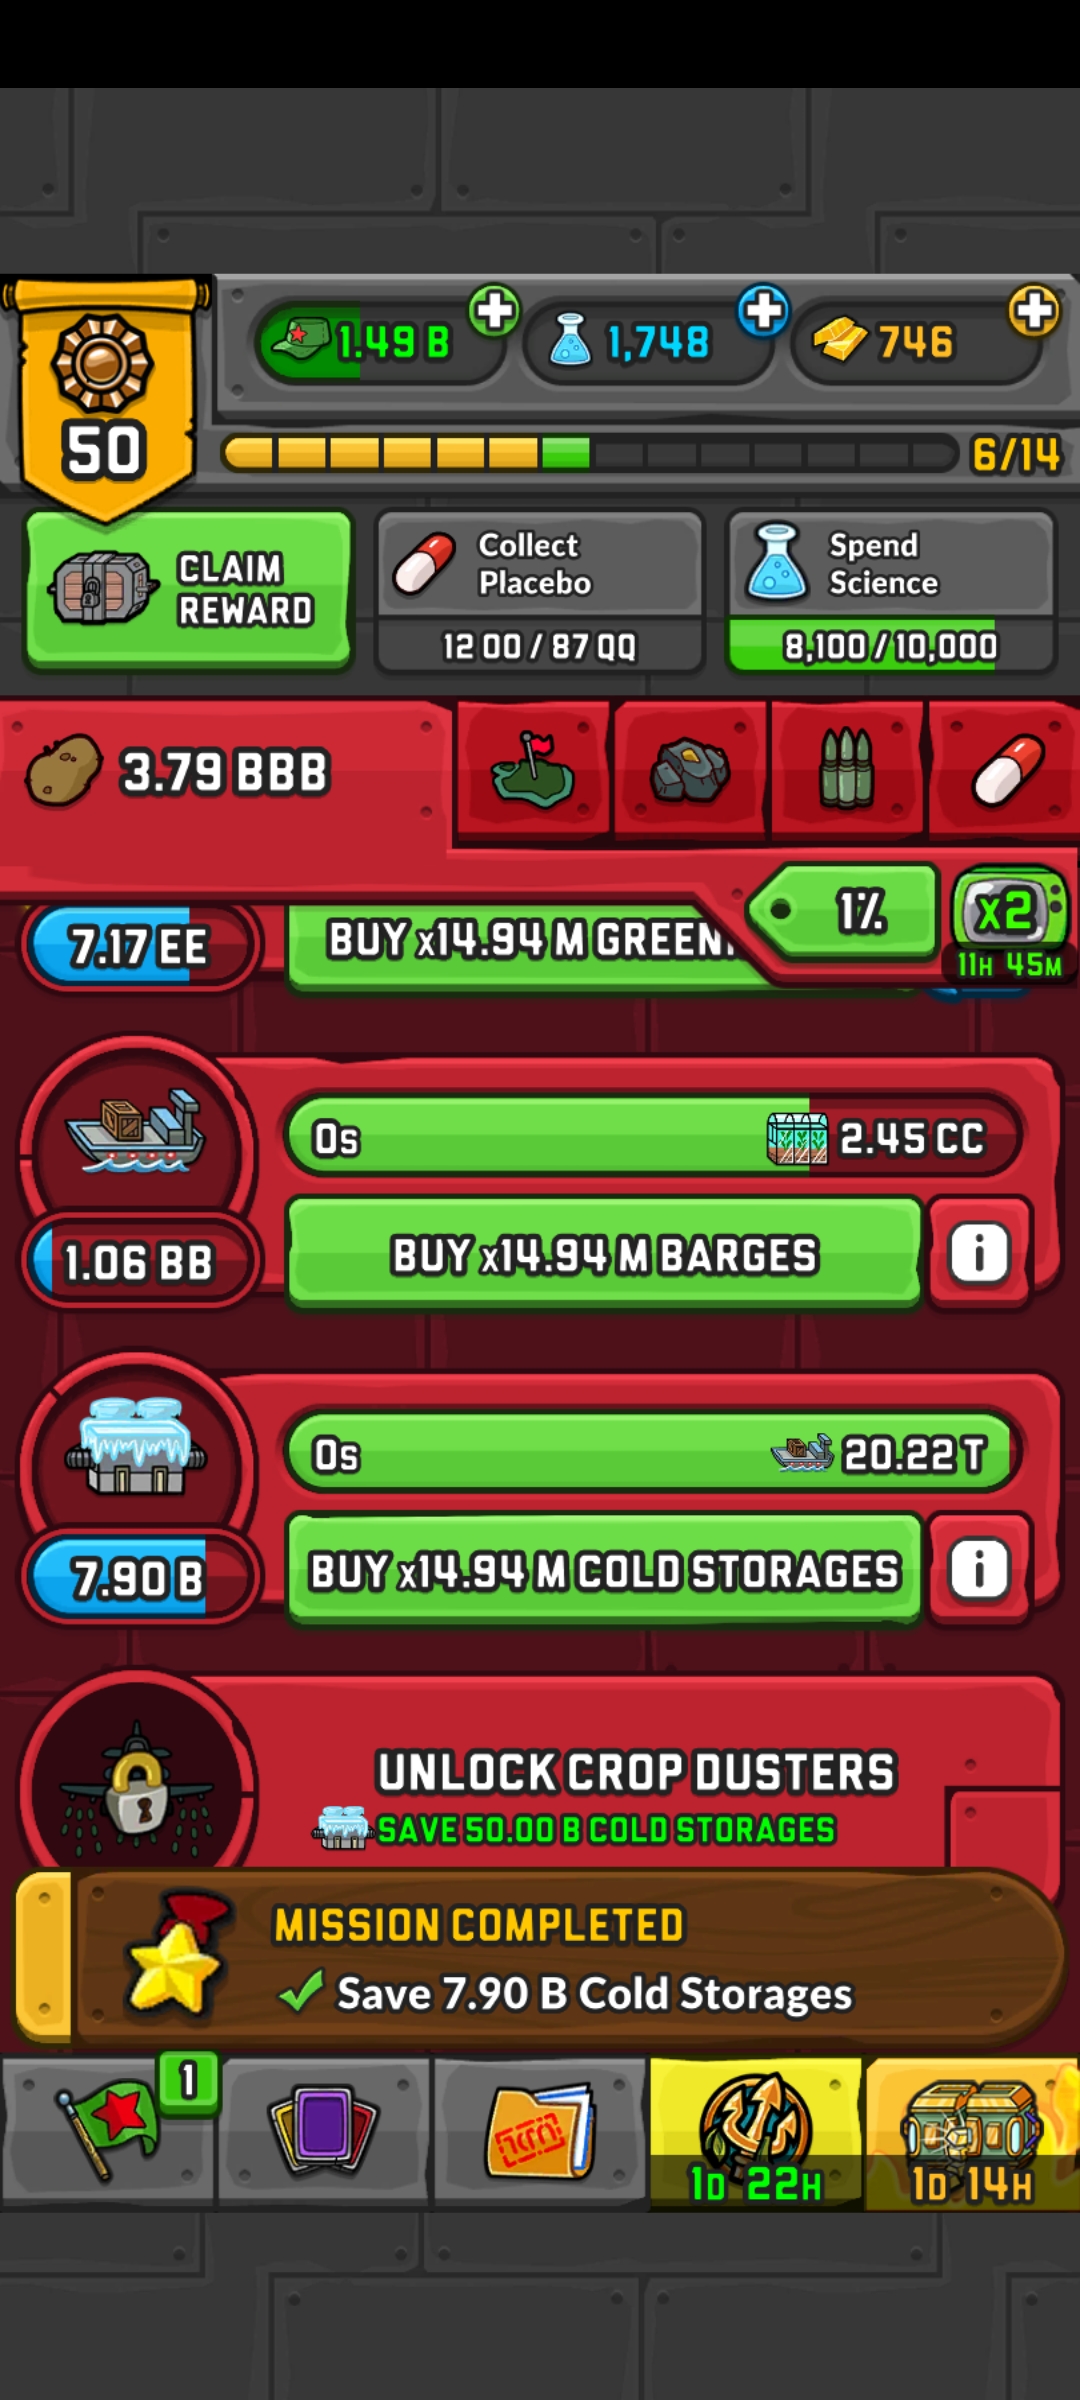 1.49 B
1,748
746
50
6/14
CLAIM
REWARD
Collect
Placebo
12 QQ / 87 QQ
Spend
Science
8,100 / 10,000
3.79 BBB
1%
x2
11H 45M
7.17 EE
BUY x14.94 M
0s
2.45 CC
1.06 BB
BUY x14.94 M BARGES
i
0s
20.22 T
7.90 B
BUY x14.94 M COLD STORAGES
i
UNLOCK CROP DUSTERS
SAVE 50.00 B COLD STORAGES
MISSION COMPLETED
Save 7.90 B Cold Storages
1
1D 22H
1D 14H